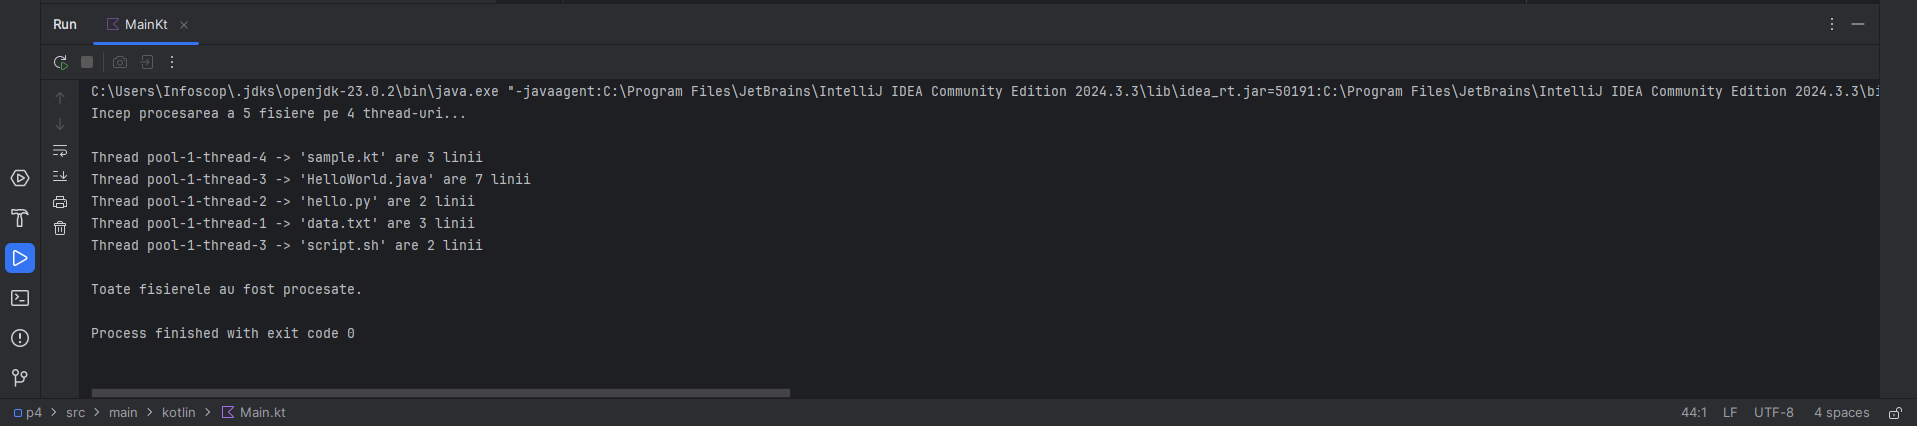 Run MainKt
C:\Users\Infoscop\.jdks\openjdk-23.0.2\bin\java.exe "-javaagent:C:\Program Files\JetBrains\IntelliJ IDEA Community Edition 2024.3.3\lib\idea_rt.jar=50191:C:\Program Files\JetBrains\IntelliJ IDEA Community Edition 2024.3.3\bi
Incep procesarea a 5 fisiere pe 4 thread-uri...
Thread pool-1-thread-4 -> 'sample.kt' are 3 linii
Thread pool-1-thread-3 -> 'HelloWorld.java' are 7 linii
Thread pool-1-thread-2 -> 'hello.py' are 2 linii
Thread pool-1-thread-1 -> 'data.txt' are 3 linii
Thread pool-1-thread-3 -> 'script.sh' are 2 linii
Toate fisierele au fost procesate.
Process finished with exit code 0
p4 > src > main > kotlin > Main.kt 44:1 LF UTF-8 4 spaces